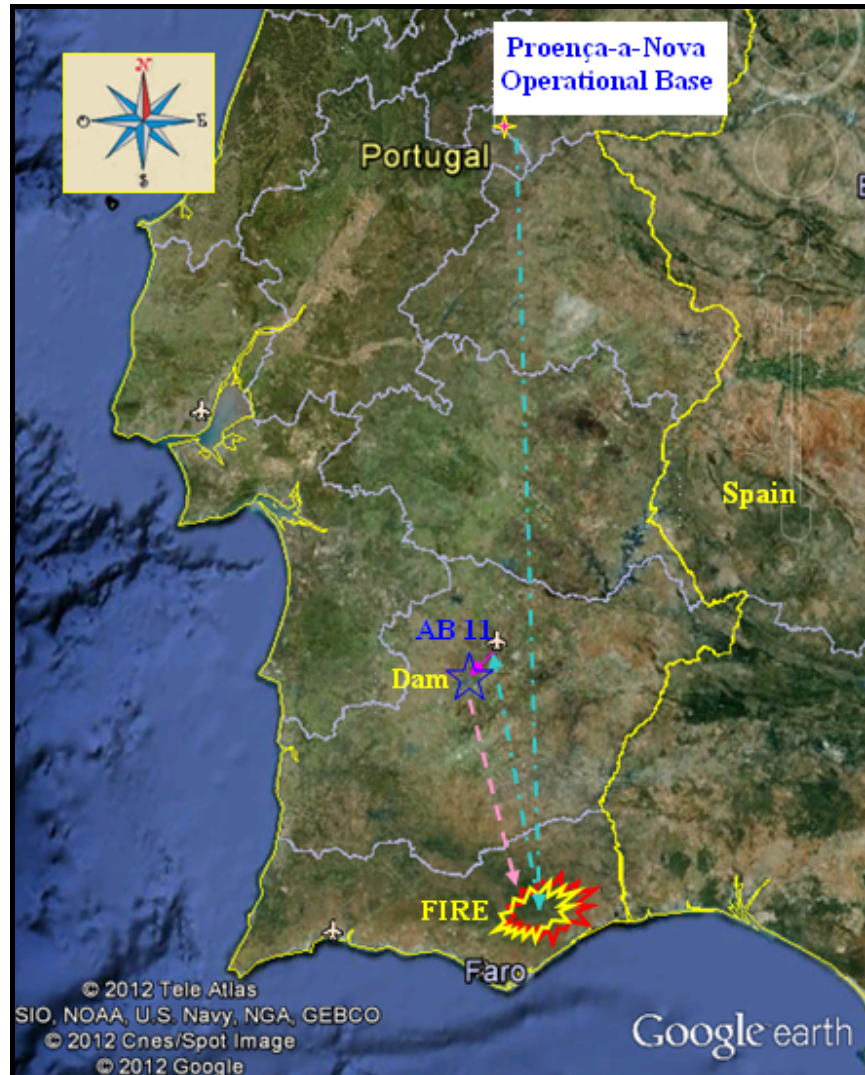 Proença-a-Nova
Operational Base
N
O
E
S
Portugal
Spain
AB 11
Dam
FIRE
Faro
© 2012 Tele Atlas
SIO, NOAA, U.S. Navy, NGA, GEBCO
© 2012 Cnes/Spot Image
© 2012 Google
Google earth